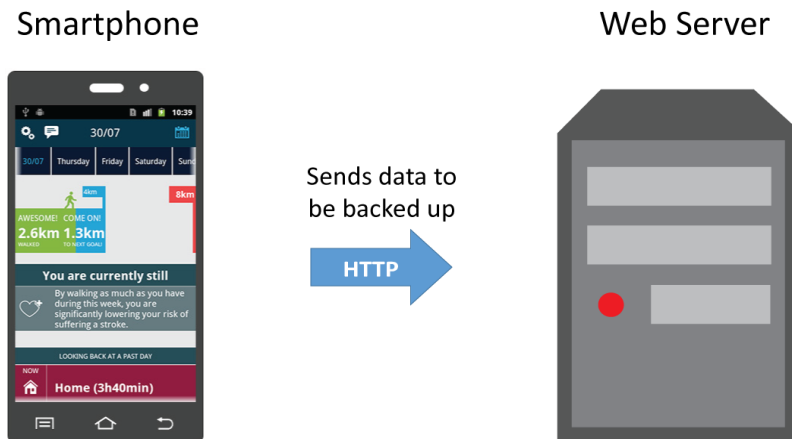 Smartphone
Web Server
10:39
30/07
30/07 Thursday Friday Saturday Sund
4km
8km
AWESOME! COME ON!
2.6km 1.3km
WALKED TO NEXT GOAL!
You are currently still
By walking as much as you have
during this week, you are
significantly lowering your risk of
suffering a stroke.
LOOKING BACK AT A PAST DAY
NOW
Home (3h40min)
Sends data to
be backed up
HTTP